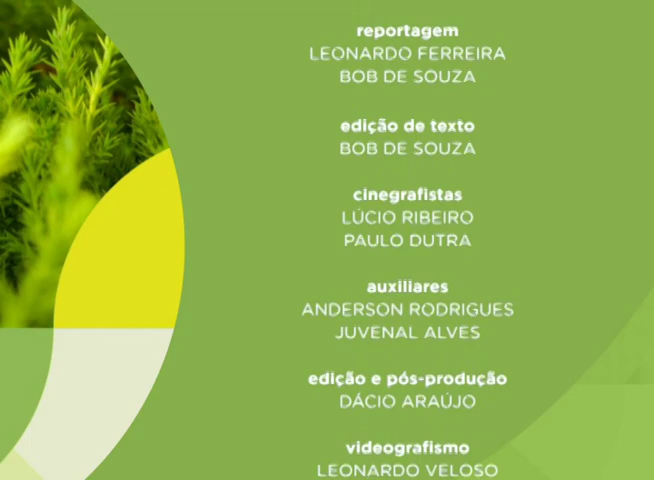 reportagem
LEONARDO FERREIRA
BOB DE SOUZA
edição de texto
BOB DE SOUZA
cinegrafistas
LÚCIO RIBEIRO
PAULO DUTRA
auxiliares
ANDERSON RODRIGUES
JUVENAL ALVES
edição e pós-produção
DÁCIO ARAÚJO
videografismo
LEONARDO VELOSO